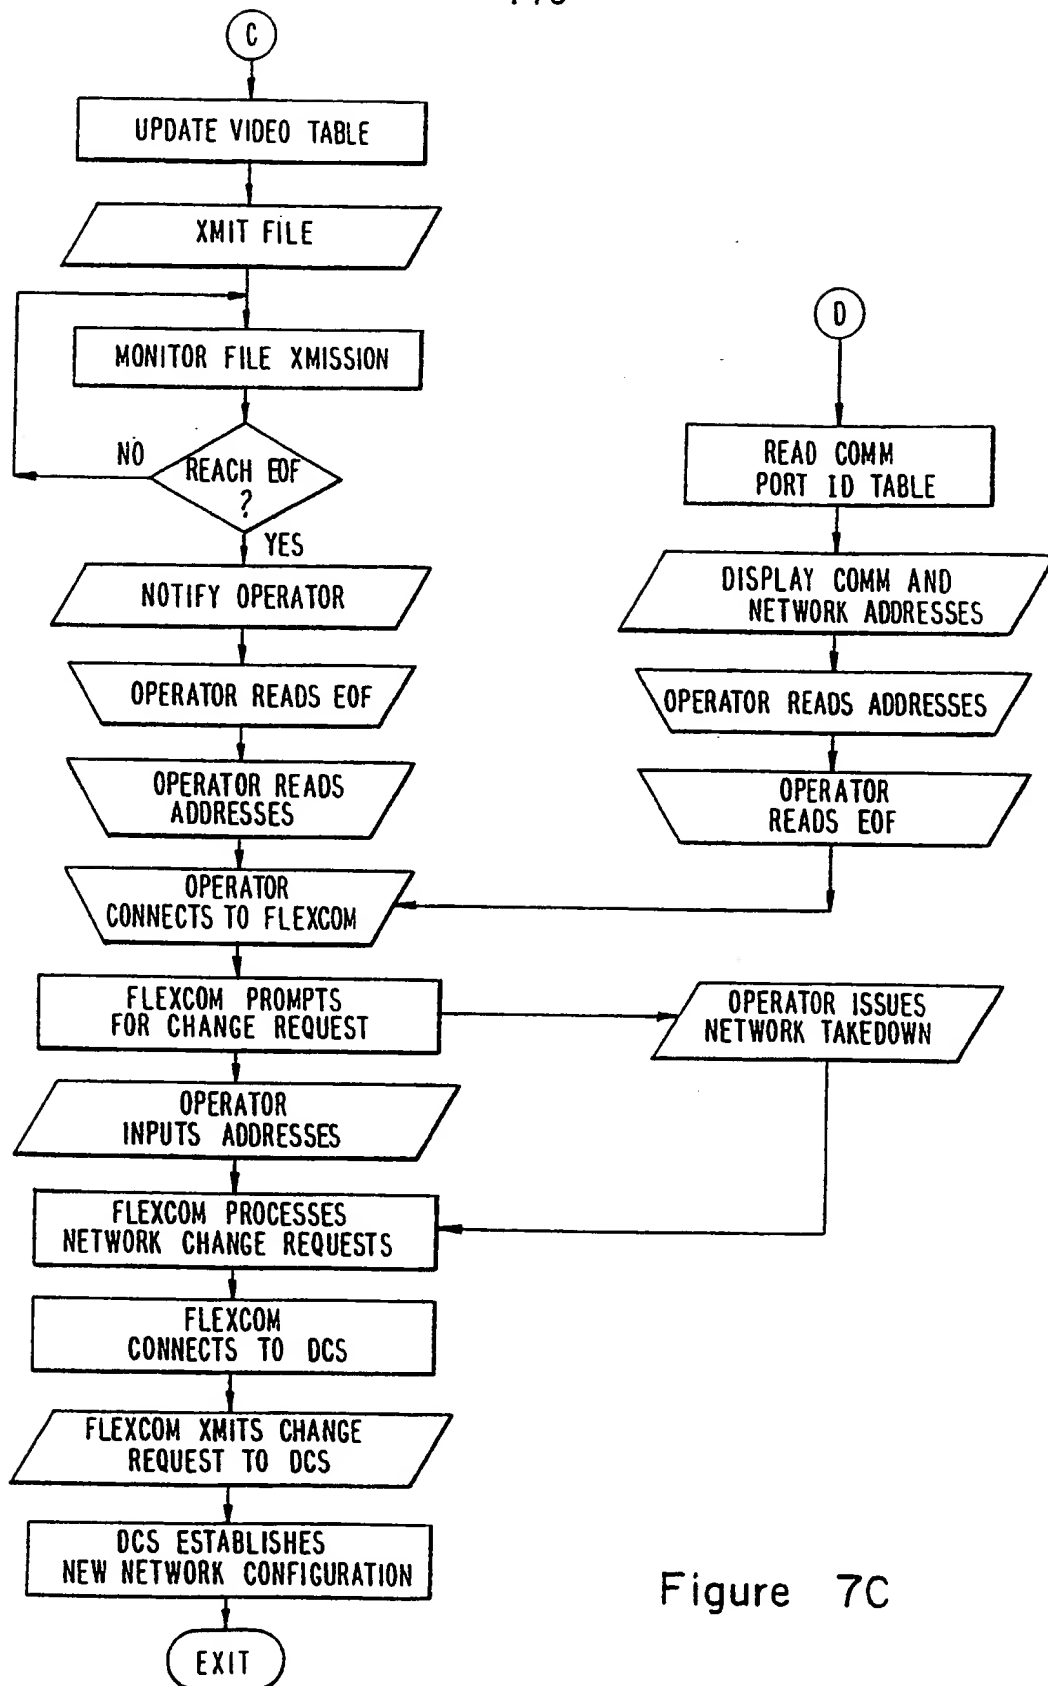 C
UPDATE VIDEO TABLE
XMIT FILE
MONITOR FILE XMISSION
NO
REACH EOF
?
YES
NOTIFY OPERATOR
OPERATOR READS EOF
OPERATOR READS
ADDRESSES
OPERATOR
CONNECTS TO FLEXCOM
FLEXCOM PROMPTS
FOR CHANGE REQUEST
OPERATOR
INPUTS ADDRESSES
FLEXCOM PROCESSES
NETWORK CHANGE REQUESTS
FLEXCOM
CONNECTS TO DCS
FLEXCOM XMITS CHANGE
REQUEST TO DCS
DCS ESTABLISHES
NEW NETWORK CONFIGURATION
EXIT
D
READ COMM
PORT ID TABLE
DISPLAY COMM AND
NETWORK ADDRESSES
OPERATOR READS ADDRESSES
OPERATOR
READS EOF
OPERATOR ISSUES
NETWORK TAKEDOWN
Figure 7C